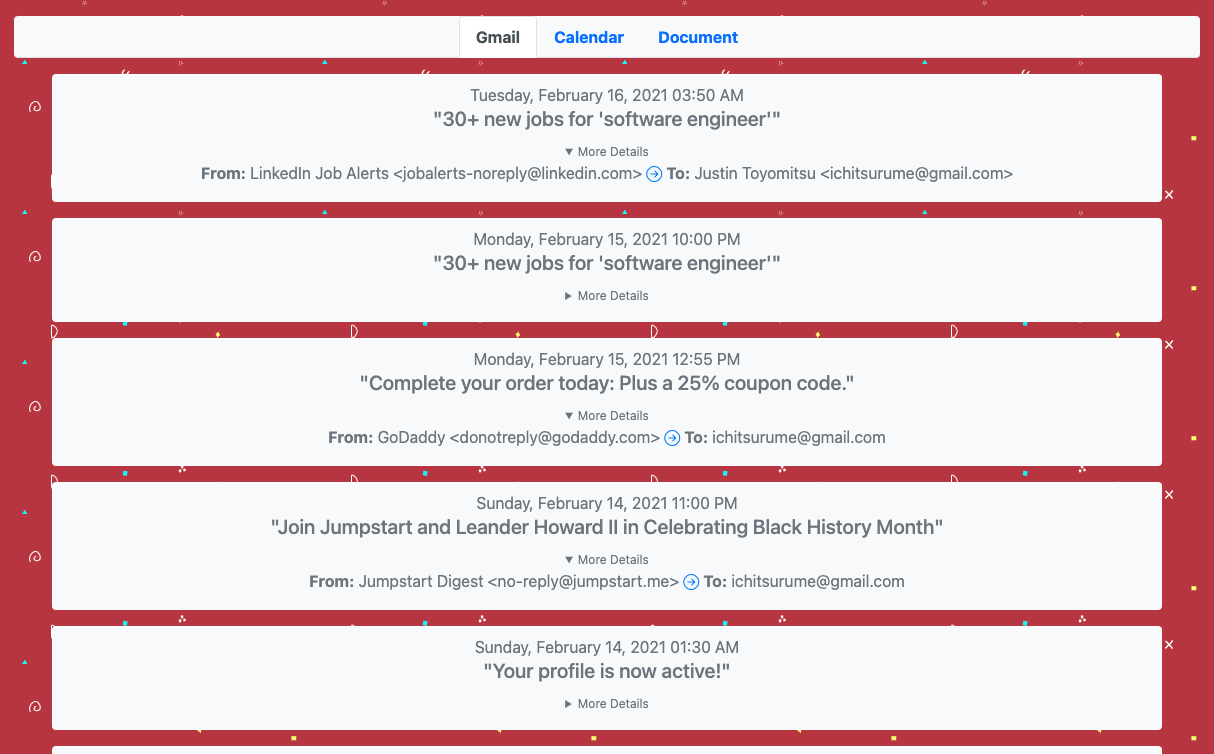 Gmail Calendar Document
Tuesday, February 16, 2021 03:50 AM
"30+ new jobs for 'software engineer'"
More Details
From: LinkedIn Job Alerts <jobalerts-noreply@linkedin.com> To: Justin Toyomitsu <ichitsurume@gmail.com>
Monday, February 15, 2021 10:00 PM
"30+ new jobs for 'software engineer'"
More Details
Monday, February 15, 2021 12:55 PM
"Complete your order today: Plus a 25% coupon code."
More Details
From: GoDaddy <donotreply@godaddy.com> To: ichitsurume@gmail.com
Sunday, February 14, 2021 11:00 PM
"Join Jumpstart and Leander Howard II in Celebrating Black History Month"
More Details
From: Jumpstart Digest <no-reply@jumpstart.me> To: ichitsurume@gmail.com
Sunday, February 14, 2021 01:30 AM
"Your profile is now active!"
More Details